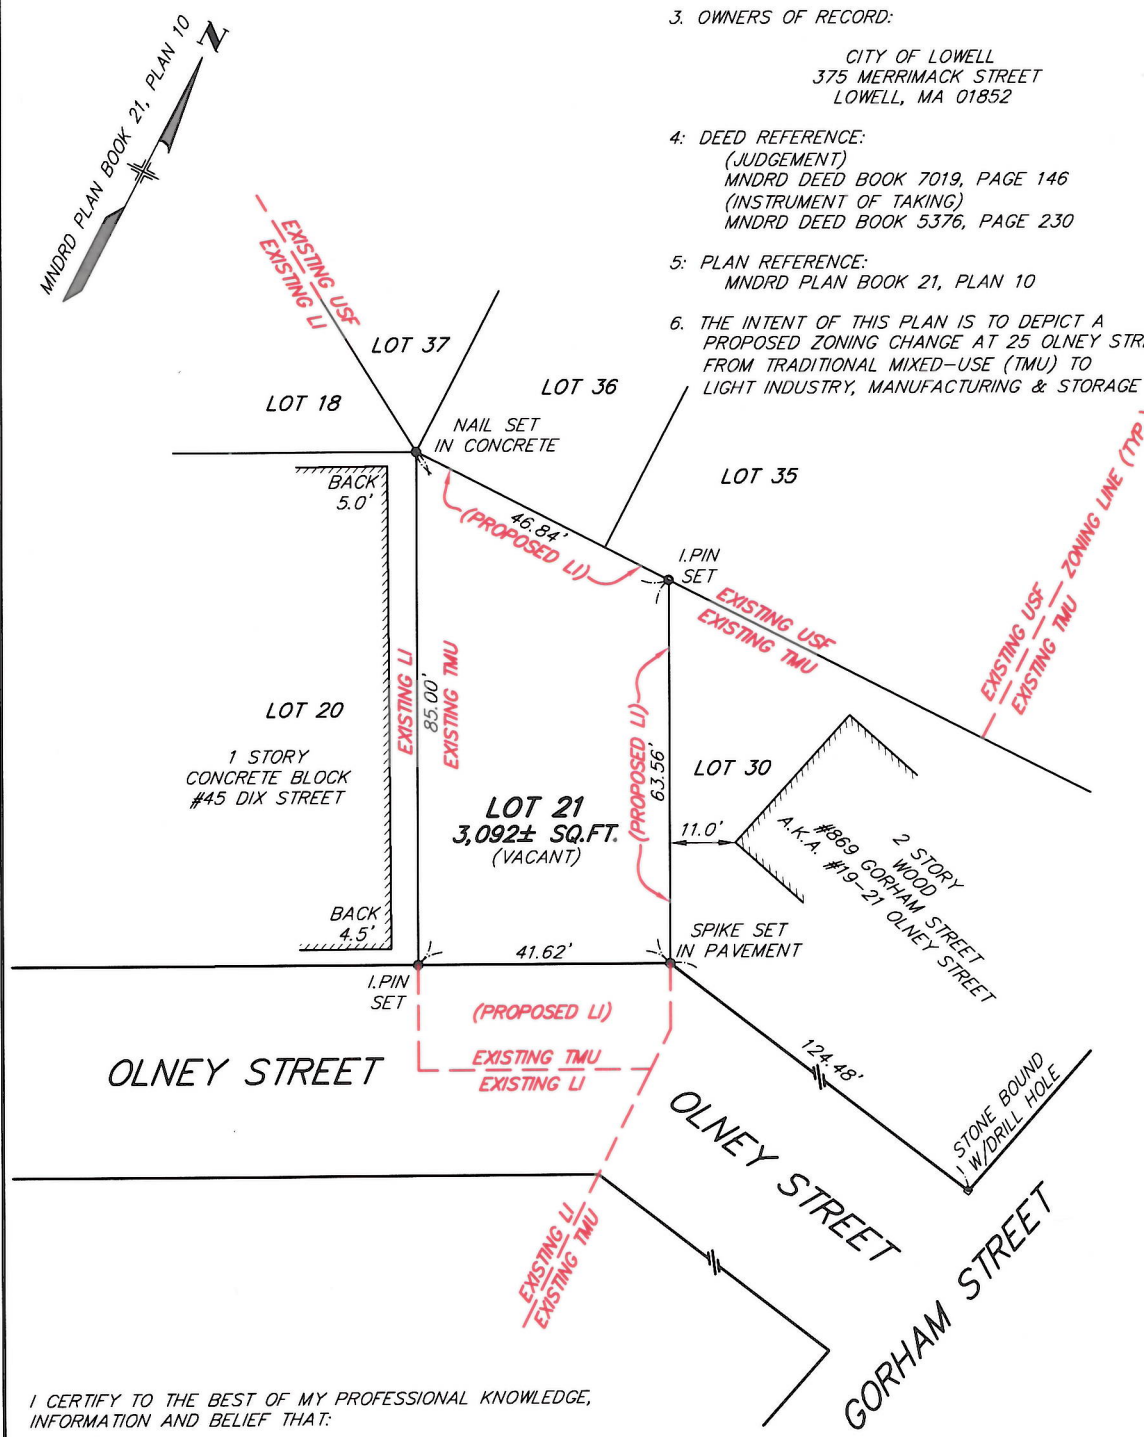 MNDRD PLAN BOOK 21, PLAN 10
N
3. OWNERS OF RECORD:
CITY OF LOWELL
375 MERRIMACK STREET
LOWELL, MA 01852
4: DEED REFERENCE:
(JUDGEMENT)
MNDRD DEED BOOK 7019, PAGE 146
(INSTRUMENT OF TAKING)
MNDRD DEED BOOK 5376, PAGE 230
5: PLAN REFERENCE:
MNDRD PLAN BOOK 21, PLAN 10
6. THE INTENT OF THIS PLAN IS TO DEPICT A
PROPOSED ZONING CHANGE AT 25 OLNEY STR
FROM TRADITIONAL MIXED-USE (TMU) TO
LIGHT INDUSTRY, MANUFACTURING & STORAGE
EXISTING USF
EXISTING LI
LOT 37
LOT 36
LOT 18
NAIL SET
IN CONCRETE
LOT 35
ZONING LINE (TYP.)
EXISTING USF
EXISTING TMU
BACK
5.0'
46.84'
(PROPOSED LI)
I.PIN
SET
EXISTING USF
EXISTING TMU
EXISTING LI
85.00'
EXISTING TMU
LOT 20
1 STORY
CONCRETE BLOCK
#45 DIX STREET
(PROPOSED LI)
63.56'
LOT 30
LOT 21
3,092± SQ.FT.
(VACANT)
11.0'
2 STORY
WOOD
#869 GORHAM STREET
A.K.A. #19-21 OLNEY STREET
BACK
4.5'
SPIKE SET
IN PAVEMENT
41.62'
I.PIN
SET
(PROPOSED LI)
EXISTING TMU
EXISTING LI
OLNEY STREET
124.48'
STONE BOUND
W/DRILL HOLE
OLNEY STREET
EXISTING LI
EXISTING TMU
GORHAM STREET
I CERTIFY TO THE BEST OF MY PROFESSIONAL KNOWLEDGE,
INFORMATION AND BELIEF THAT: